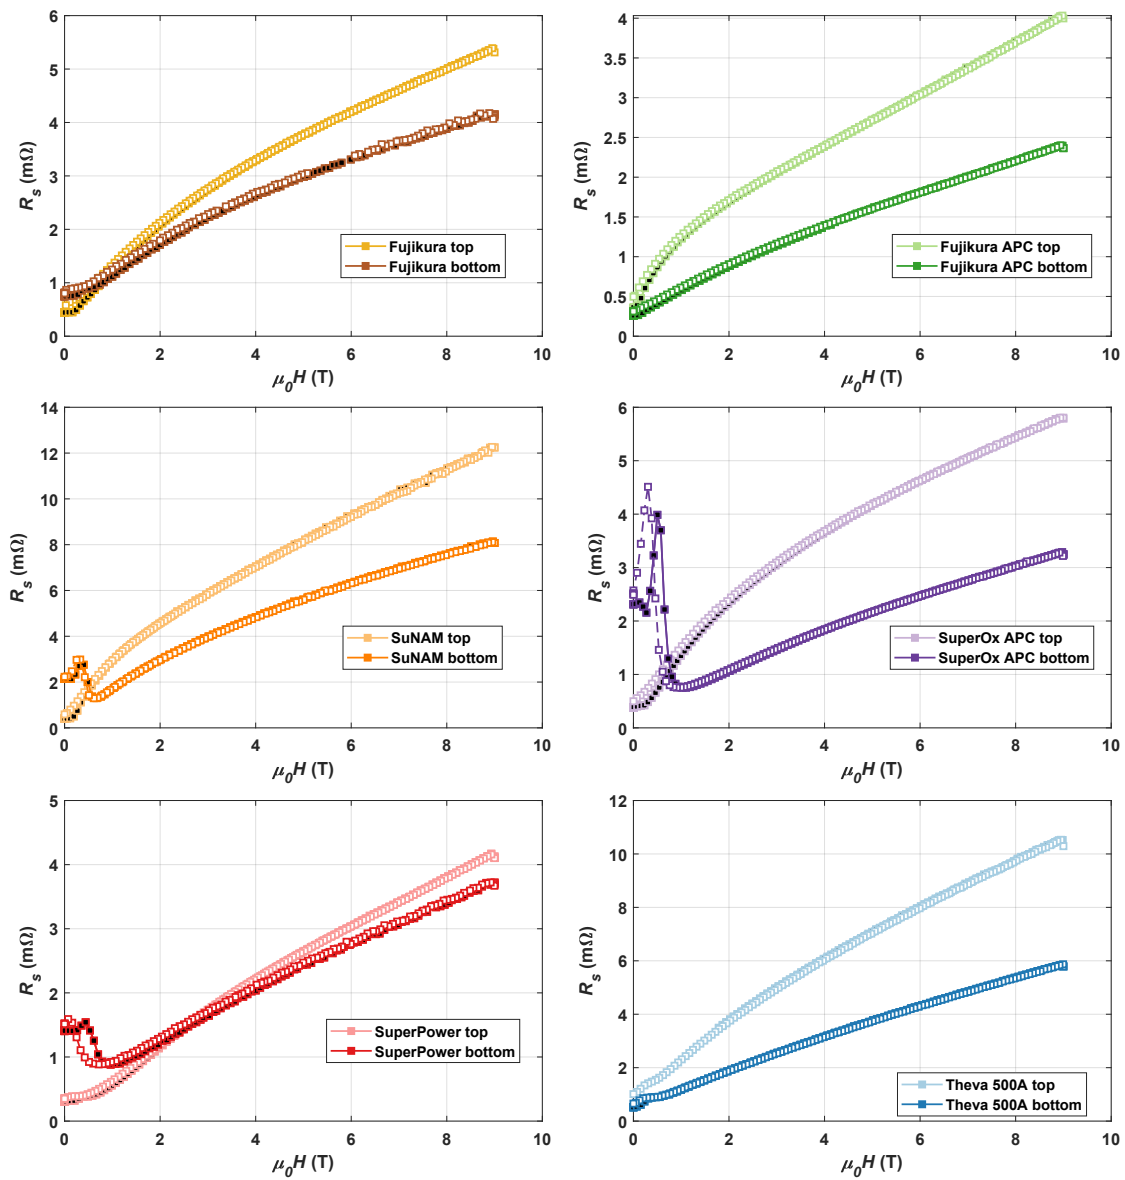 6
5
4
3
2
1
0
0 2 4 6 8 10
R_s (mΩ)
μ_0H (T)
Fujikura top
Fujikura bottom
4
3.5
3
2.5
2
1.5
1
0.5
0
0 2 4 6 8 10
R_s (mΩ)
μ_0H (T)
Fujikura APC top
Fujikura APC bottom
14
12
10
8
6
4
2
0
0 2 4 6 8 10
R_s (mΩ)
μ_0H (T)
SuNAM top
SuNAM bottom
6
5
4
3
2
1
0
0 2 4 6 8 10
R_s (mΩ)
μ_0H (T)
SuperOx APC top
SuperOx APC bottom
5
4
3
2
1
0
0 2 4 6 8 10
R_s (mΩ)
μ_0H (T)
SuperPower top
SuperPower bottom
12
10
8
6
4
2
0
0 2 4 6 8 10
R_s (mΩ)
μ_0H (T)
Theva 500A top
Theva 500A bottom